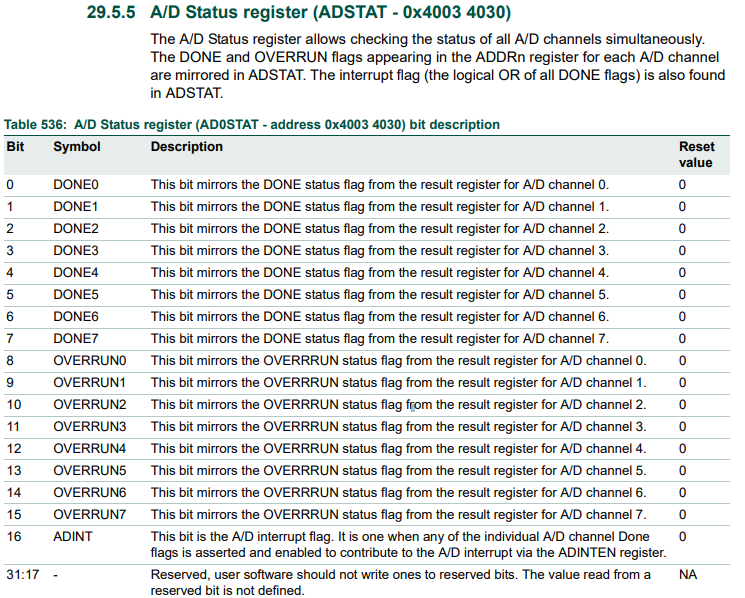 29.5.5 A/D Status register (ADSTAT - 0x4003 4030)
The A/D Status register allows checking the status of all A/D channels simultaneously.
The DONE and OVERRUN flags appearing in the ADDRn register for each A/D channel
are mirrored in ADSTAT. The interrupt flag (the logical OR of all DONE flags) is also found
in ADSTAT.
Table 536: A/D Status register (AD0STAT - address 0x4003 4030) bit description
Bit Symbol Description Reset
value
0 DONE0 This bit mirrors the DONE status flag from the result register for A/D channel 0. 0
1 DONE1 This bit mirrors the DONE status flag from the result register for A/D channel 1. 0
2 DONE2 This bit mirrors the DONE status flag from the result register for A/D channel 2. 0
3 DONE3 This bit mirrors the DONE status flag from the result register for A/D channel 3. 0
4 DONE4 This bit mirrors the DONE status flag from the result register for A/D channel 4. 0
5 DONE5 This bit mirrors the DONE status flag from the result register for A/D channel 5. 0
6 DONE6 This bit mirrors the DONE status flag from the result register for A/D channel 6. 0
7 DONE7 This bit mirrors the DONE status flag from the result register for A/D channel 7. 0
8 OVERRUN0 This bit mirrors the OVERRRUN status flag from the result register for A/D channel 0. 0
9 OVERRUN1 This bit mirrors the OVERRRUN status flag from the result register for A/D channel 1. 0
10 OVERRUN2 This bit mirrors the OVERRRUN status flag from the result register for A/D channel 2. 0
11 OVERRUN3 This bit mirrors the OVERRRUN status flag from the result register for A/D channel 3. 0
12 OVERRUN4 This bit mirrors the OVERRRUN status flag from the result register for A/D channel 4. 0
13 OVERRUN5 This bit mirrors the OVERRRUN status flag from the result register for A/D channel 5. 0
14 OVERRUN6 This bit mirrors the OVERRRUN status flag from the result register for A/D channel 6. 0
15 OVERRUN7 This bit mirrors the OVERRRUN status flag from the result register for A/D channel 7. 0
16 ADINT This bit is the A/D interrupt flag. It is one when any of the individual A/D channel Done 0
flags is asserted and enabled to contribute to the A/D interrupt via the ADINTEN register.
31:17 - Reserved, user software should not write ones to reserved bits. The value read from a NA
reserved bit is not defined.